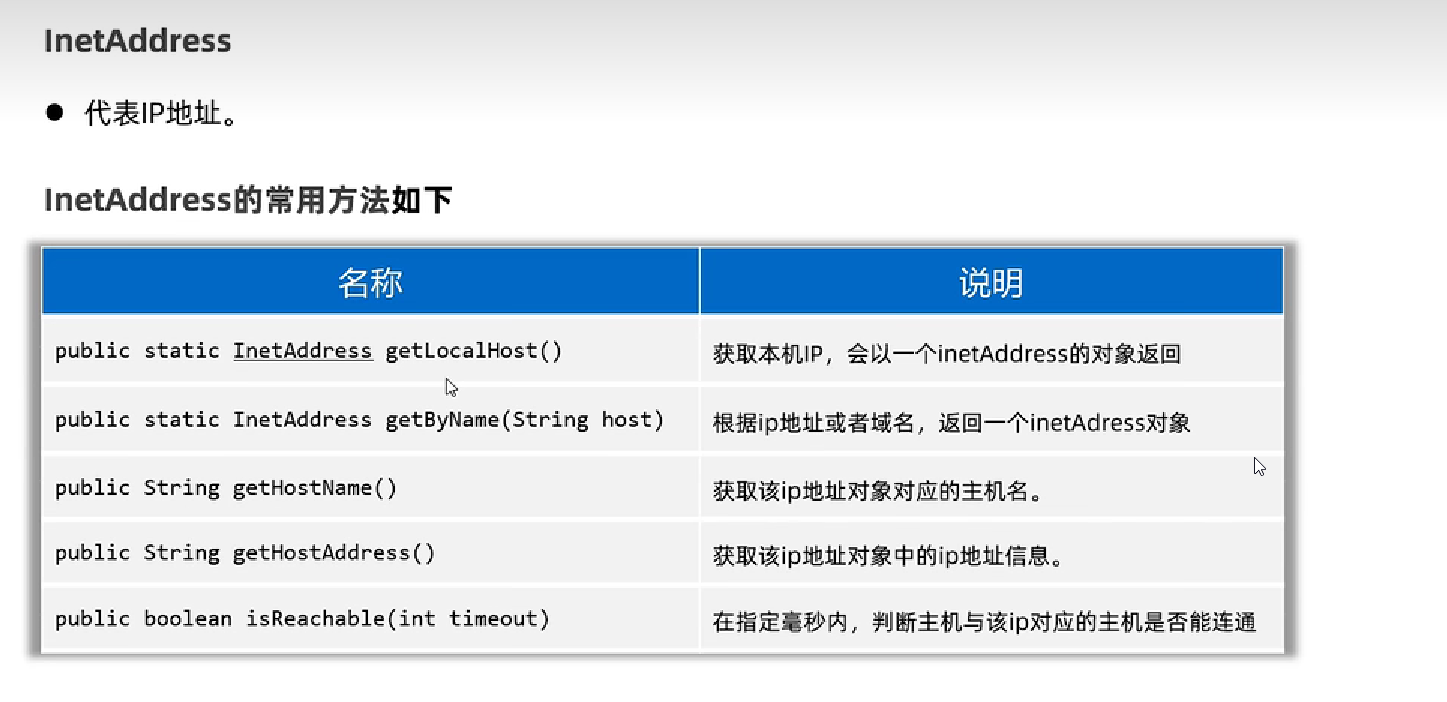 InetAddress
● 代表IP地址。
InetAddress的常用方法如下
名称 说明
public static InetAddress getLocalHost() 获取本机IP，会以一个inetAddress的对象返回
public static InetAddress getByName(String host) 根据ip地址或者域名，返回一个inetAdress对象
public String getHostName() 获取该ip地址对象对应的主机名。
public String getHostAddress() 获取该ip地址对象中的ip地址信息。
public boolean isReachable(int timeout) 在指定毫秒内，判断主机与该ip对应的主机是否能连通